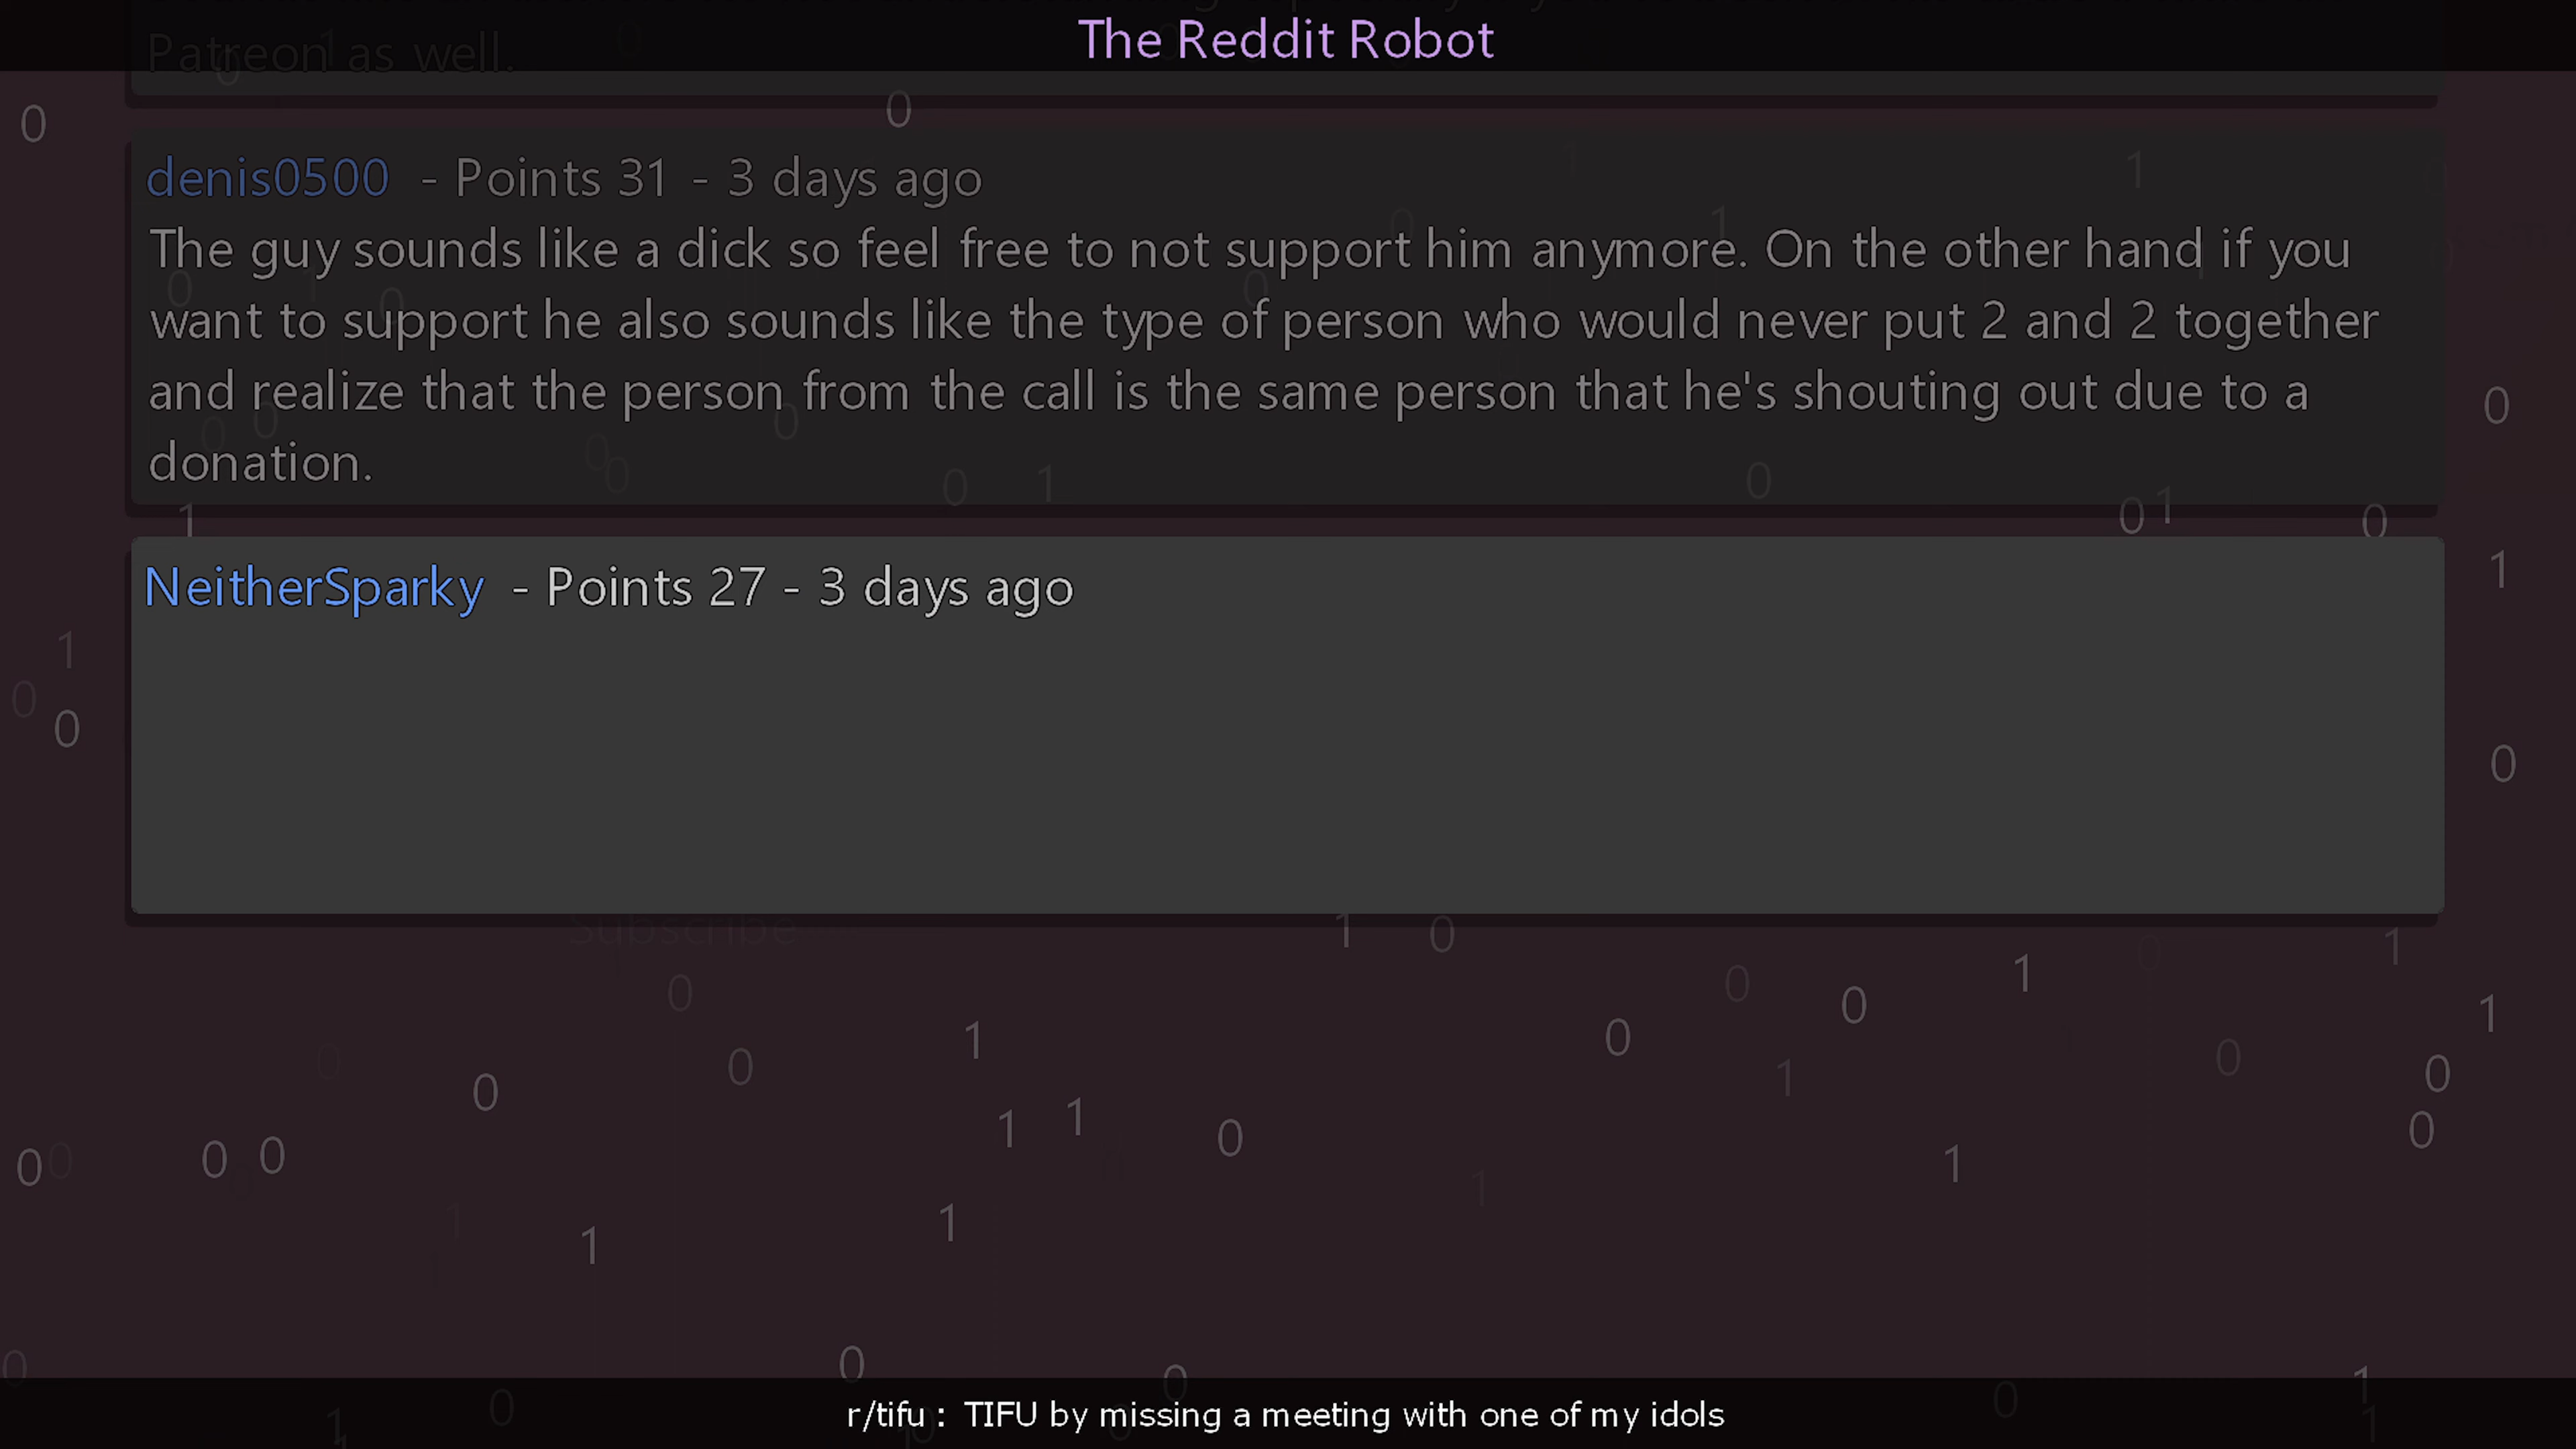 The Reddit Robot
Patreon as well.
denis0500 - Points 31 - 3 days ago
The guy sounds like a dick so feel free to not support him anymore. On the other hand if you
want to support he also sounds like the type of person who would never put 2 and 2 together
and realize that the person from the call is the same person that he's shouting out due to a
donation.
NeitherSparky - Points 27 - 3 days ago
Subscribe
r/tifu : TIFU by missing a meeting with one of my idols